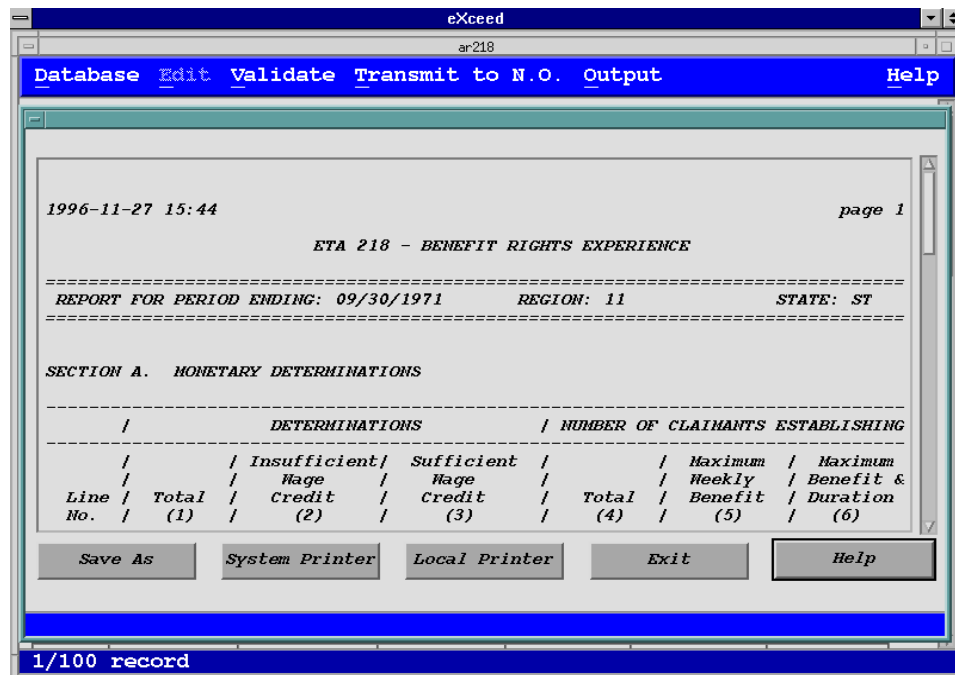 eXceed
ar218
Database Edit Validate Transmit to N.O. Output Help
1996-11-27 15:44 page 1
ETA 218 - BENEFIT RIGHTS EXPERIENCE
================================================================================
REPORT FOR PERIOD ENDING: 09/30/1971 REGION: 11 STATE: ST
================================================================================
SECTION A. MONETARY DETERMINATIONS
--------------------------------------------------------------------------------
/ DETERMINATIONS / NUMBER OF CLAIMANTS ESTABLISHING
--------------------------------------------------------------------------------
/ / Insufficient/ Sufficient / / Maximum / Maximum
/ / Wage / Wage / / Weekly / Benefit &
Line / Total / Credit / Credit / Total / Benefit / Duration
No. / (1) / (2) / (3) / (4) / (5) / (6)
Save As System Printer Local Printer Exit Help
1/100 record